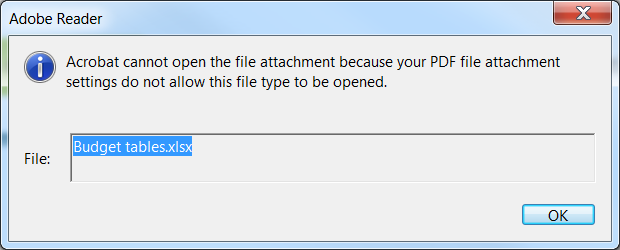 Adobe Reader
Acrobat cannot open the file attachment because your PDF file attachment
settings do not allow this file type to be opened.
File:
Budget tables.xlsx
OK